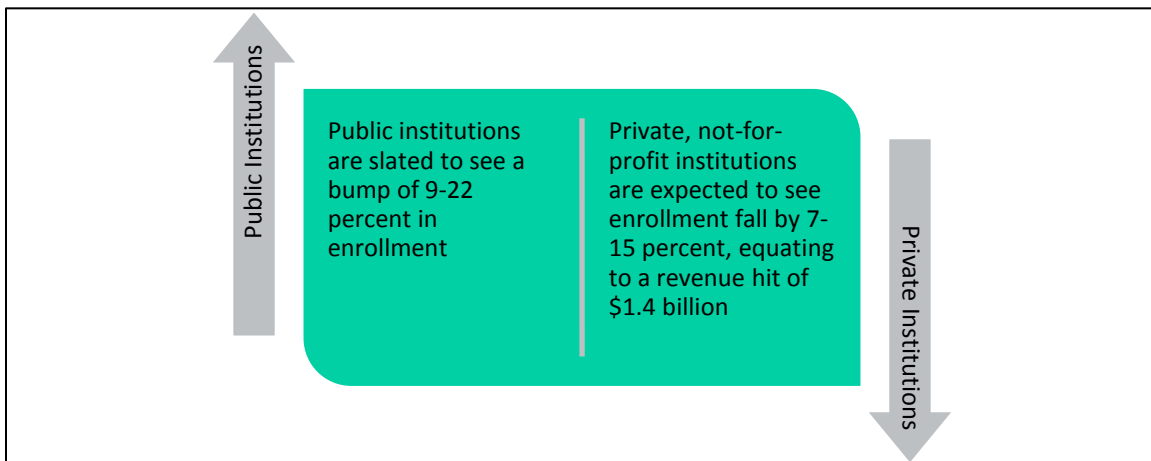 Public Institutions
Public institutions
are slated to see a
bump of 9-22
percent in
enrollment
Private, not-for-
profit institutions
are expected to see
enrollment fall by 7-
15 percent, equating
to a revenue hit of
$1.4 billion
Private Institutions